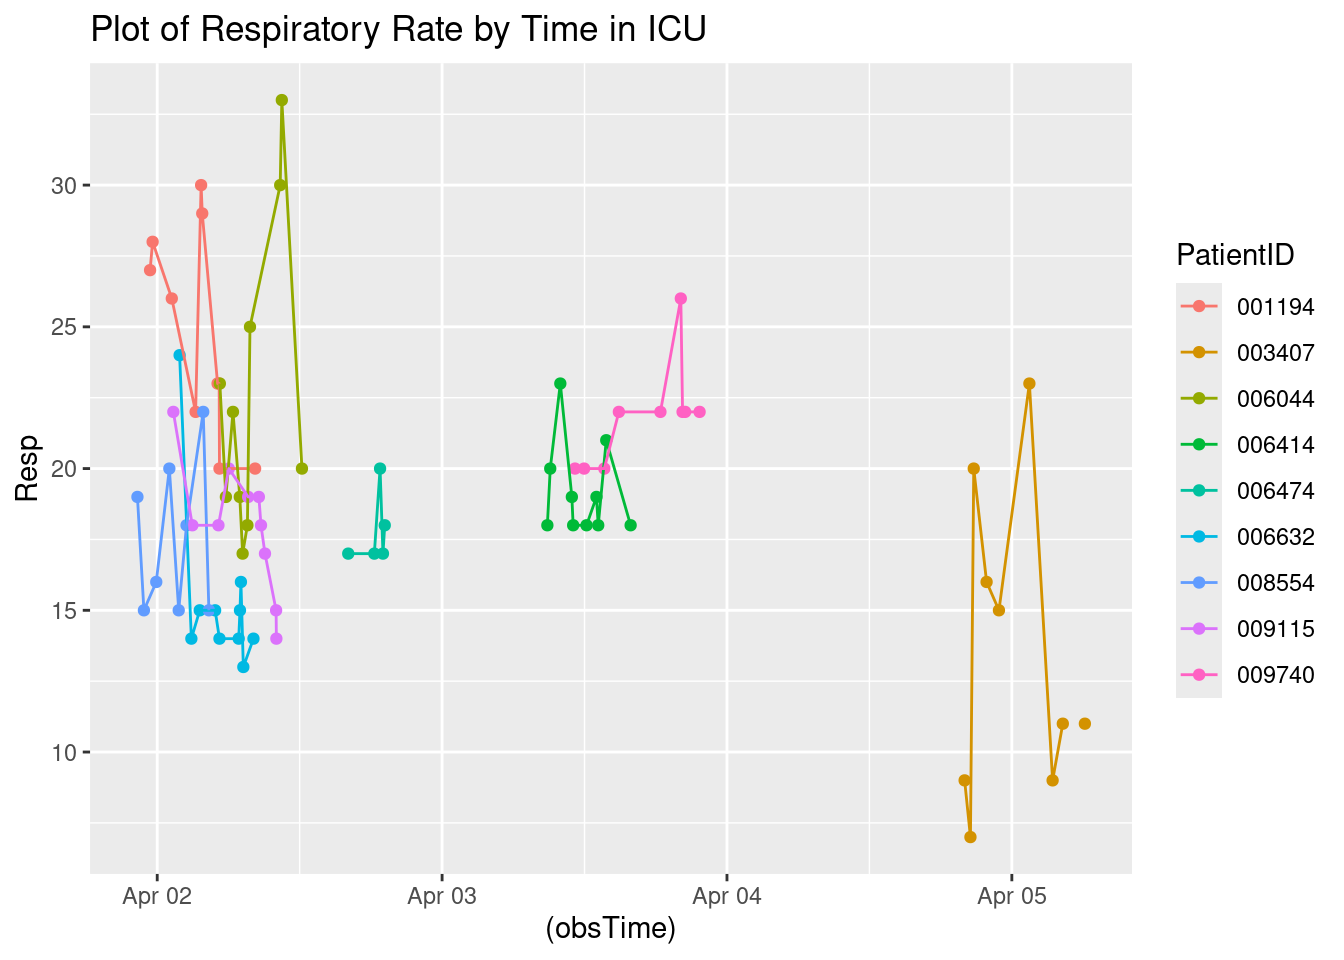 Plot of Respiratory Rate by Time in ICU
Resp
30
25
20
15
10
Apr 02
Apr 03
Apr 04
Apr 05
(obsTime)
PatientID
001194
003407
006044
006414
006474
006632
008554
009115
009740